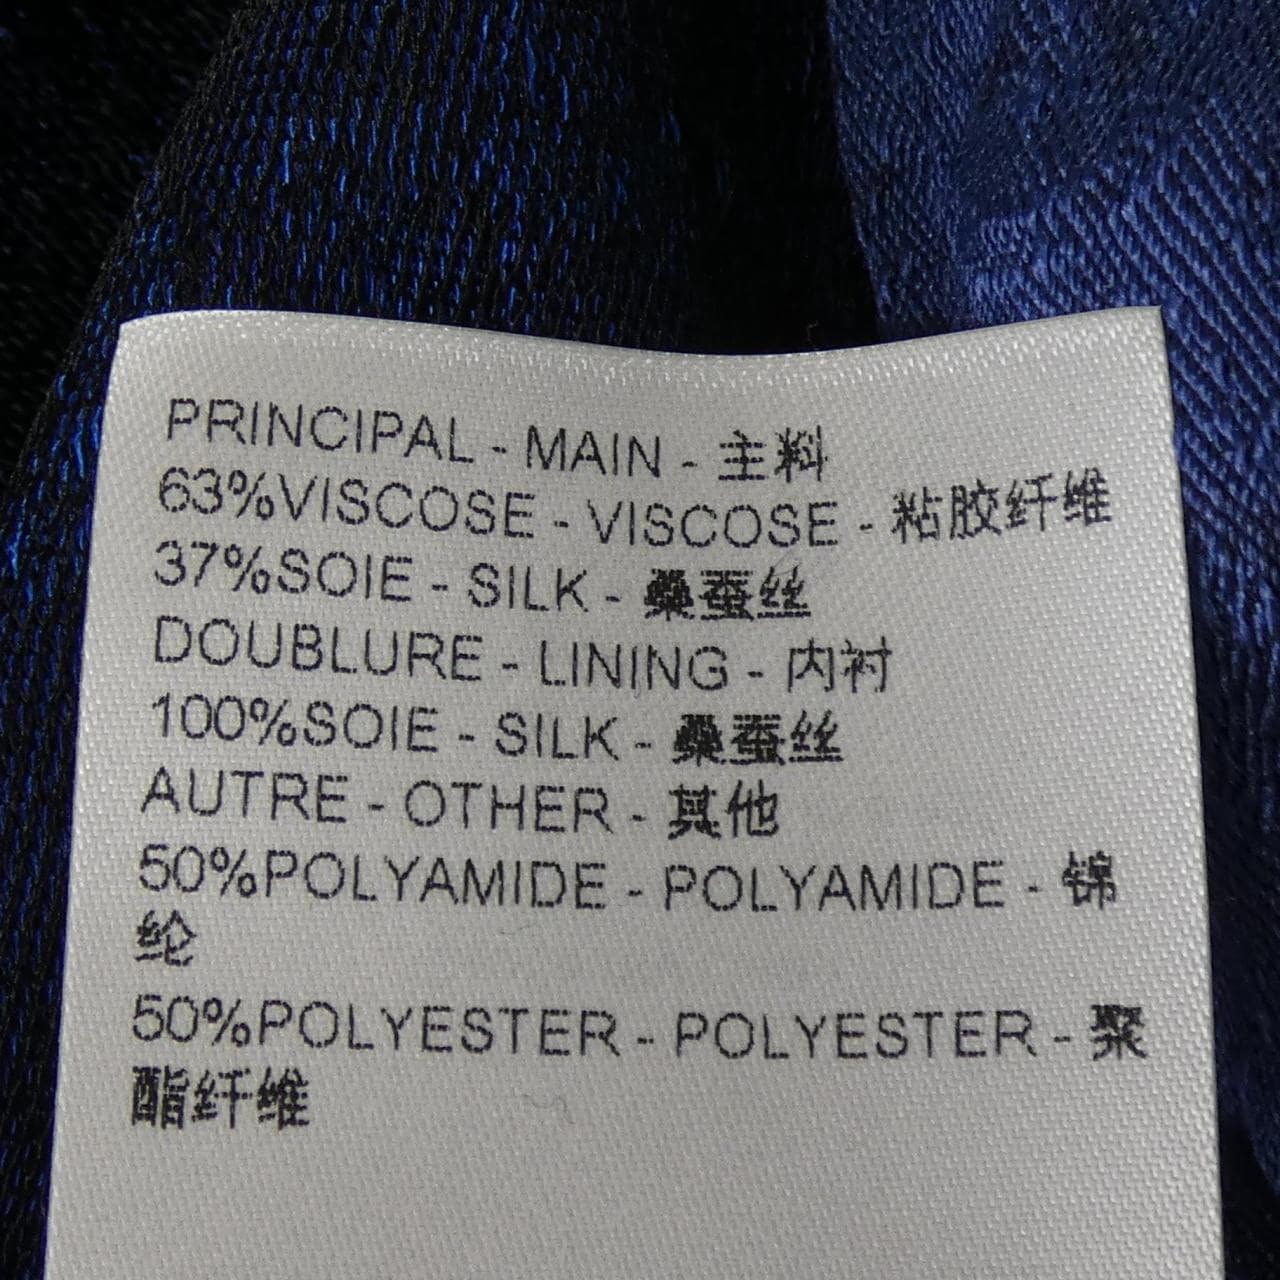 PRINCIPAL - MAIN - 主料
63%VISCOSE - VISCOSE - 粘胶纤维
37%SOIE - SILK - 桑蚕丝
DOUBLURE - LINING - 内衬
100%SOIE - SILK - 桑蚕丝
AUTRE - OTHER - 其他
50%POLYAMIDE - POLYAMIDE - 锦
纶
50%POLYESTER - POLYESTER - 聚
酯纤维